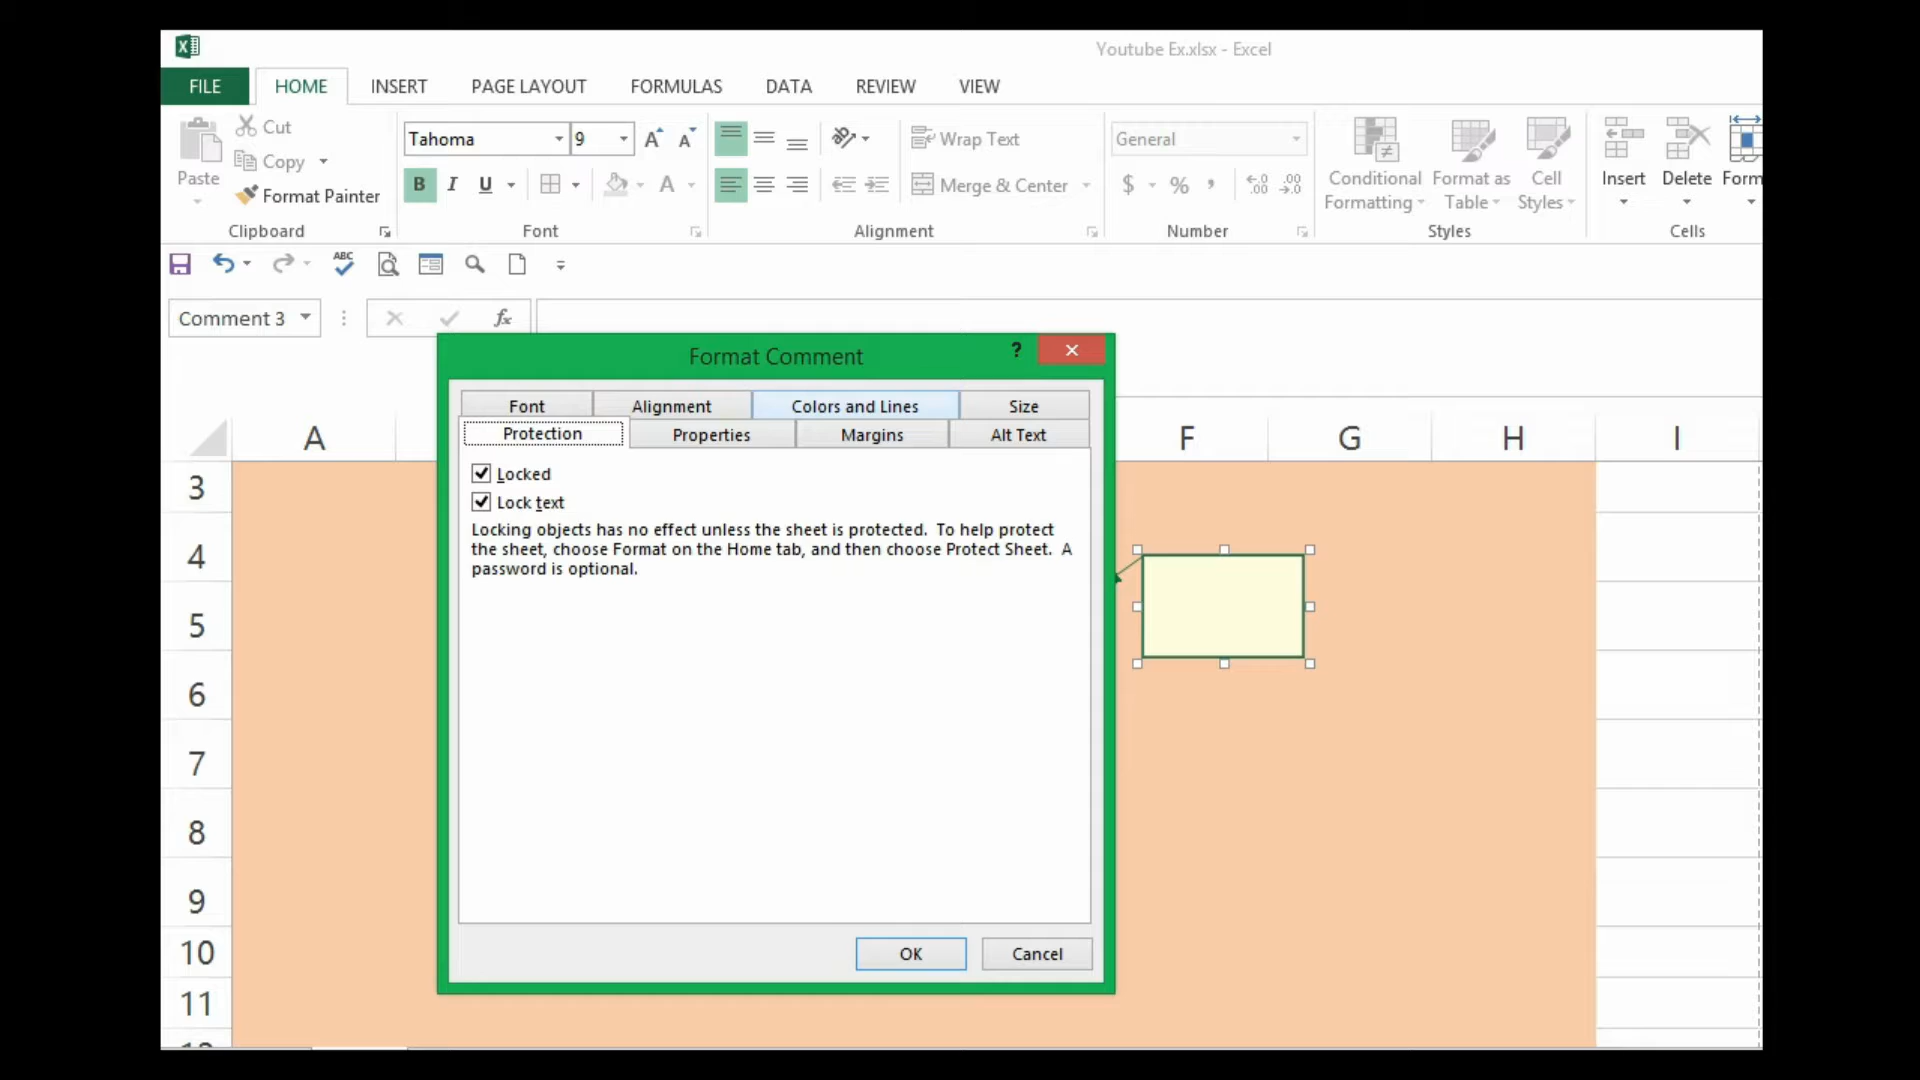 Youtube Ex.xlsx - Excel
FILE HOME INSERT PAGE LAYOUT FORMULAS DATA REVIEW VIEW
Cut
Copy
Format Painter
Paste
Clipboard
Tahoma 9
B I U
Font
Wrap Text
Merge & Center
Alignment
General
$ % ,
Number
Conditional Formatting
Format as Table
Cell Styles
Styles
Insert Delete Form
Cells
ABC
Comment 3
fx
Format Comment
?
Font Alignment Colors and Lines Size
Protection Properties Margins Alt Text
Locked
Lock text
Locking objects has no effect unless the sheet is protected. To help protect
the sheet, choose Format on the Home tab, and then choose Protect Sheet. A
password is optional.
OK Cancel
A F G H I
3
4
5
6
7
8
9
10
11